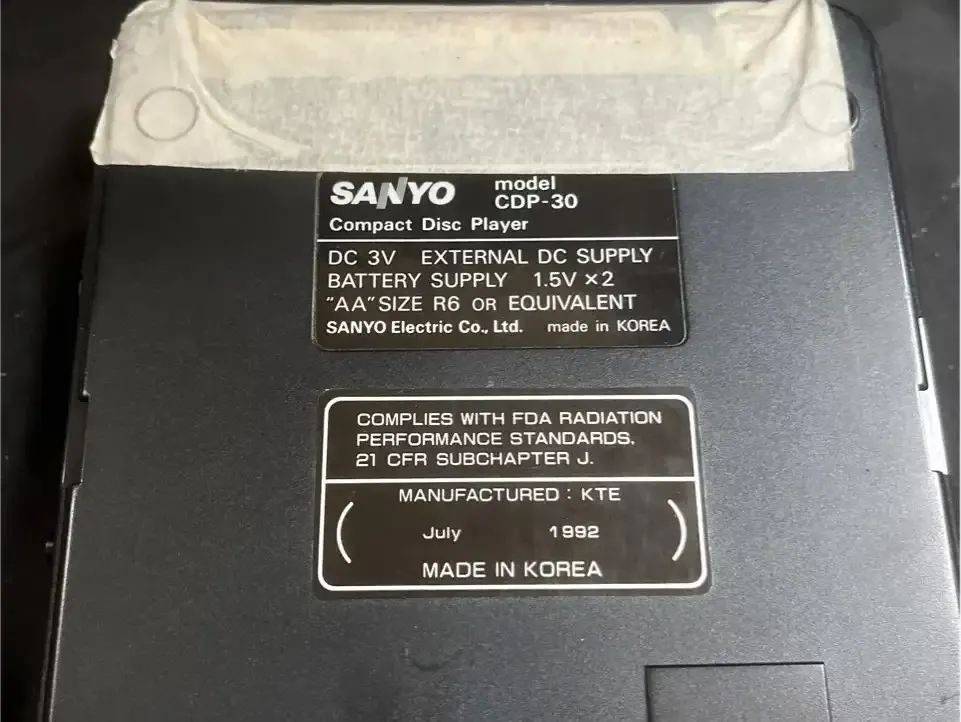 SANYO model
CDP-30
Compact Disc Player
DC 3V EXTERNAL DC SUPPLY
BATTERY SUPPLY 1.5V ×2
"AA" SIZE R6 OR EQUIVALENT
SANYO Electric Co., Ltd. made in KOREA
COMPLIES WITH FDA RADIATION
PERFORMANCE STANDARDS.
21 CFR SUBCHAPTER J.
MANUFACTURED : KTE
( July 1992 )
MADE IN KOREA